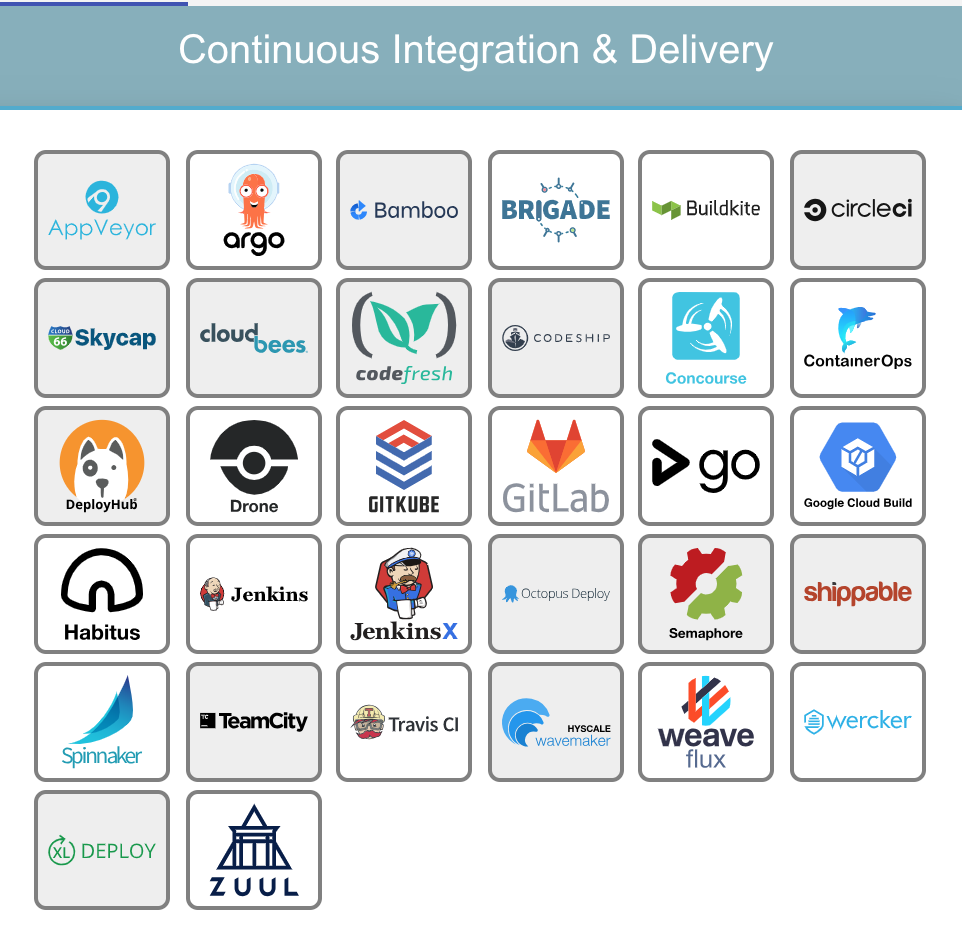 Continuous Integration & Delivery
AppVeyor
argo
Bamboo
BRIGADE
Buildkite
circleci
CLOUD
66
Skycap
cloudbees
codefresh
CODESHIP
Concourse
ContainerOps
DeployHub
Drone
GITKUBE
GitLab
go
Google Cloud Build
Habitus
Jenkins
JenkinsX
Octopus Deploy
Semaphore
shippable
Spinnaker
TC
TeamCity
Travis CI
HYSCALE
wavemaker
weave
flux
wercker
XL DEPLOY
ZUUL